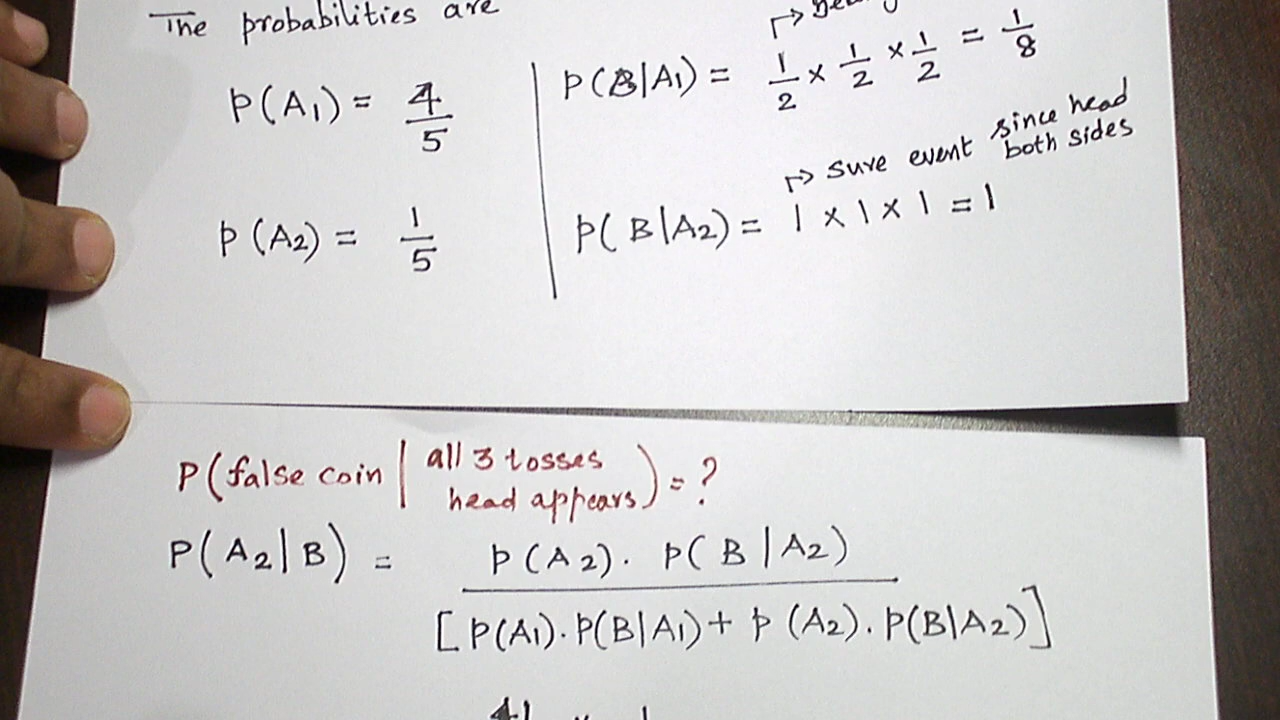 The probabilities are
P(A1) = 4/5
P(A2) = 1/5
P(B|A1) = 1/2 × 1/2 × 1/2 = 1/8
↱ sure event since head both sides
P(B|A2) = 1 × 1 × 1 = 1
P(false coin | all 3 tosses head appears) = ?
P(A2|B) = P(A2). P(B|A2)
[P(A1).P(B|A1) + P(A2).P(B|A2)]